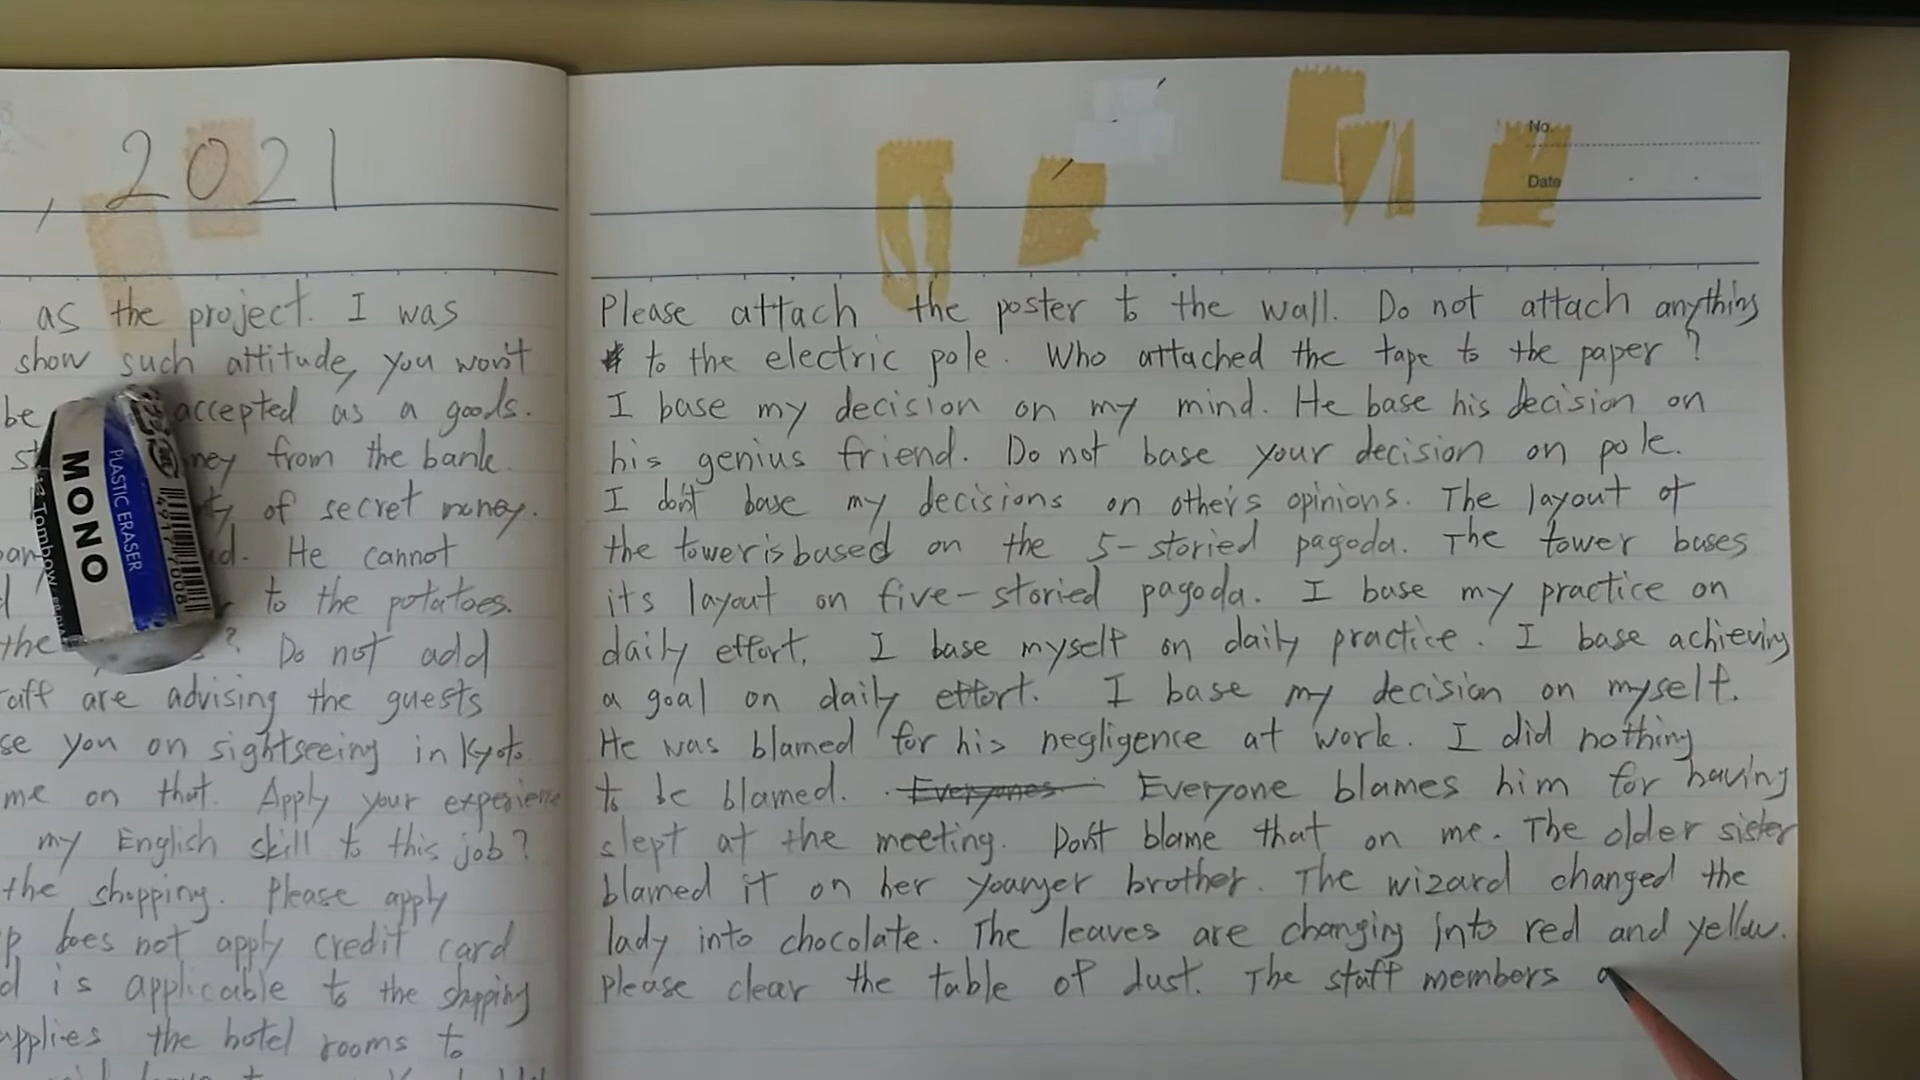 , 2021
as the project. I was
show such attitude, you won't
be accepted as a goods.
ney from the bank.
of secret money.
d. He cannot
to the potatoes.
the ? Do not add
aff are advising the guests
se you on sightseeing in Kyoto
me on that. Apply your experience
my English skill to this job?
the shopping. Please apply
p does not apply credit card
d is applicable to the shopping
applies the hotel rooms to
MONO
PLASTIC ERASER
Tombow
No.
Date
Please attach the poster to the wall. Do not attach anything
to the electric pole. Who attached the tape to the paper?
I base my decision on my mind. He base his decision on
his genius friend. Do not base your decision on pole.
I don't base my decisions on other's opinions. The layout of
the tower is based on the 5-storied pagoda. The tower bases
its layout on five-storied pagoda. I base my practice on
daily effort. I base myself on daily practice. I base achieving
a goal on daily effort. I base my decision on myself.
He was blamed for his negligence at work. I did nothing
to be blamed. Everyones Everyone blames him for having
slept at the meeting. Don't blame that on me. The older sister
blamed it on her younger brother. The wizard changed the
lady into chocolate. The leaves are changing into red and yellow.
Please clear the table of dust. The staff members a